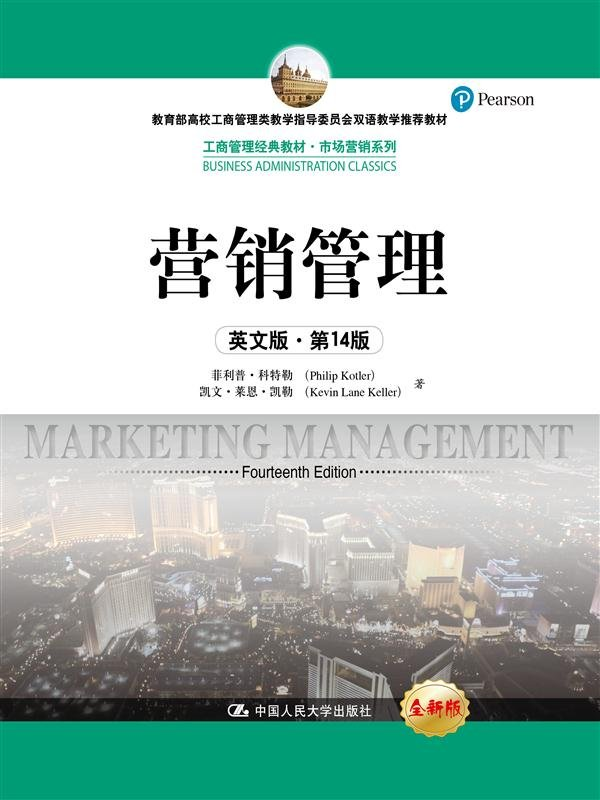 Pearson
教育部高校工商管理类教学指导委员会双语教学推荐教材
工商管理经典教材·市场营销系列
BUSINESS ADMINISTRATION CLASSICS
营销管理
英文版·第14版
菲利普·科特勒 （Philip Kotler）
凯文·莱恩·凯勒 （Kevin Lane Keller） 著
MARKETING MANAGEMENT
Fourteenth Edition
中国人民大学出版社
全新版